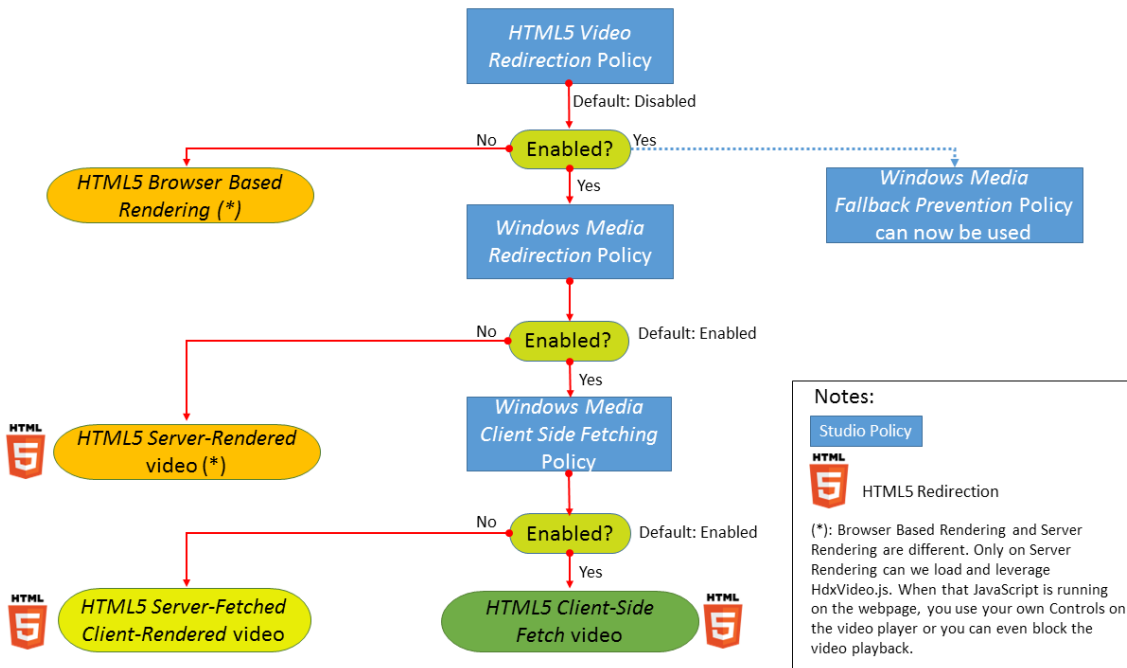 HTML5 Video
Redirection Policy
Default: Disabled
No
Enabled?
Yes
HTML5 Browser Based
Rendering (*)
Yes
Windows Media
Fallback Prevention Policy
can now be used
Windows Media
Redirection Policy
No
Enabled?
Default: Enabled
Yes
HTML
5
HTML5 Server-Rendered
video (*)
Windows Media
Client Side Fetching
Policy
No
Enabled?
Default: Enabled
Yes
HTML
5
HTML5 Server-Fetched
Client-Rendered video
HTML5 Client-Side
Fetch video
HTML
5
Notes:
Studio Policy
HTML
5
HTML5 Redirection
(*): Browser Based Rendering and Server
Rendering are different. Only on Server
Rendering can we load and leverage
HdxVideo.js. When that JavaScript is running
on the webpage, you use your own Controls on
the video player or you can even block the
video playback.